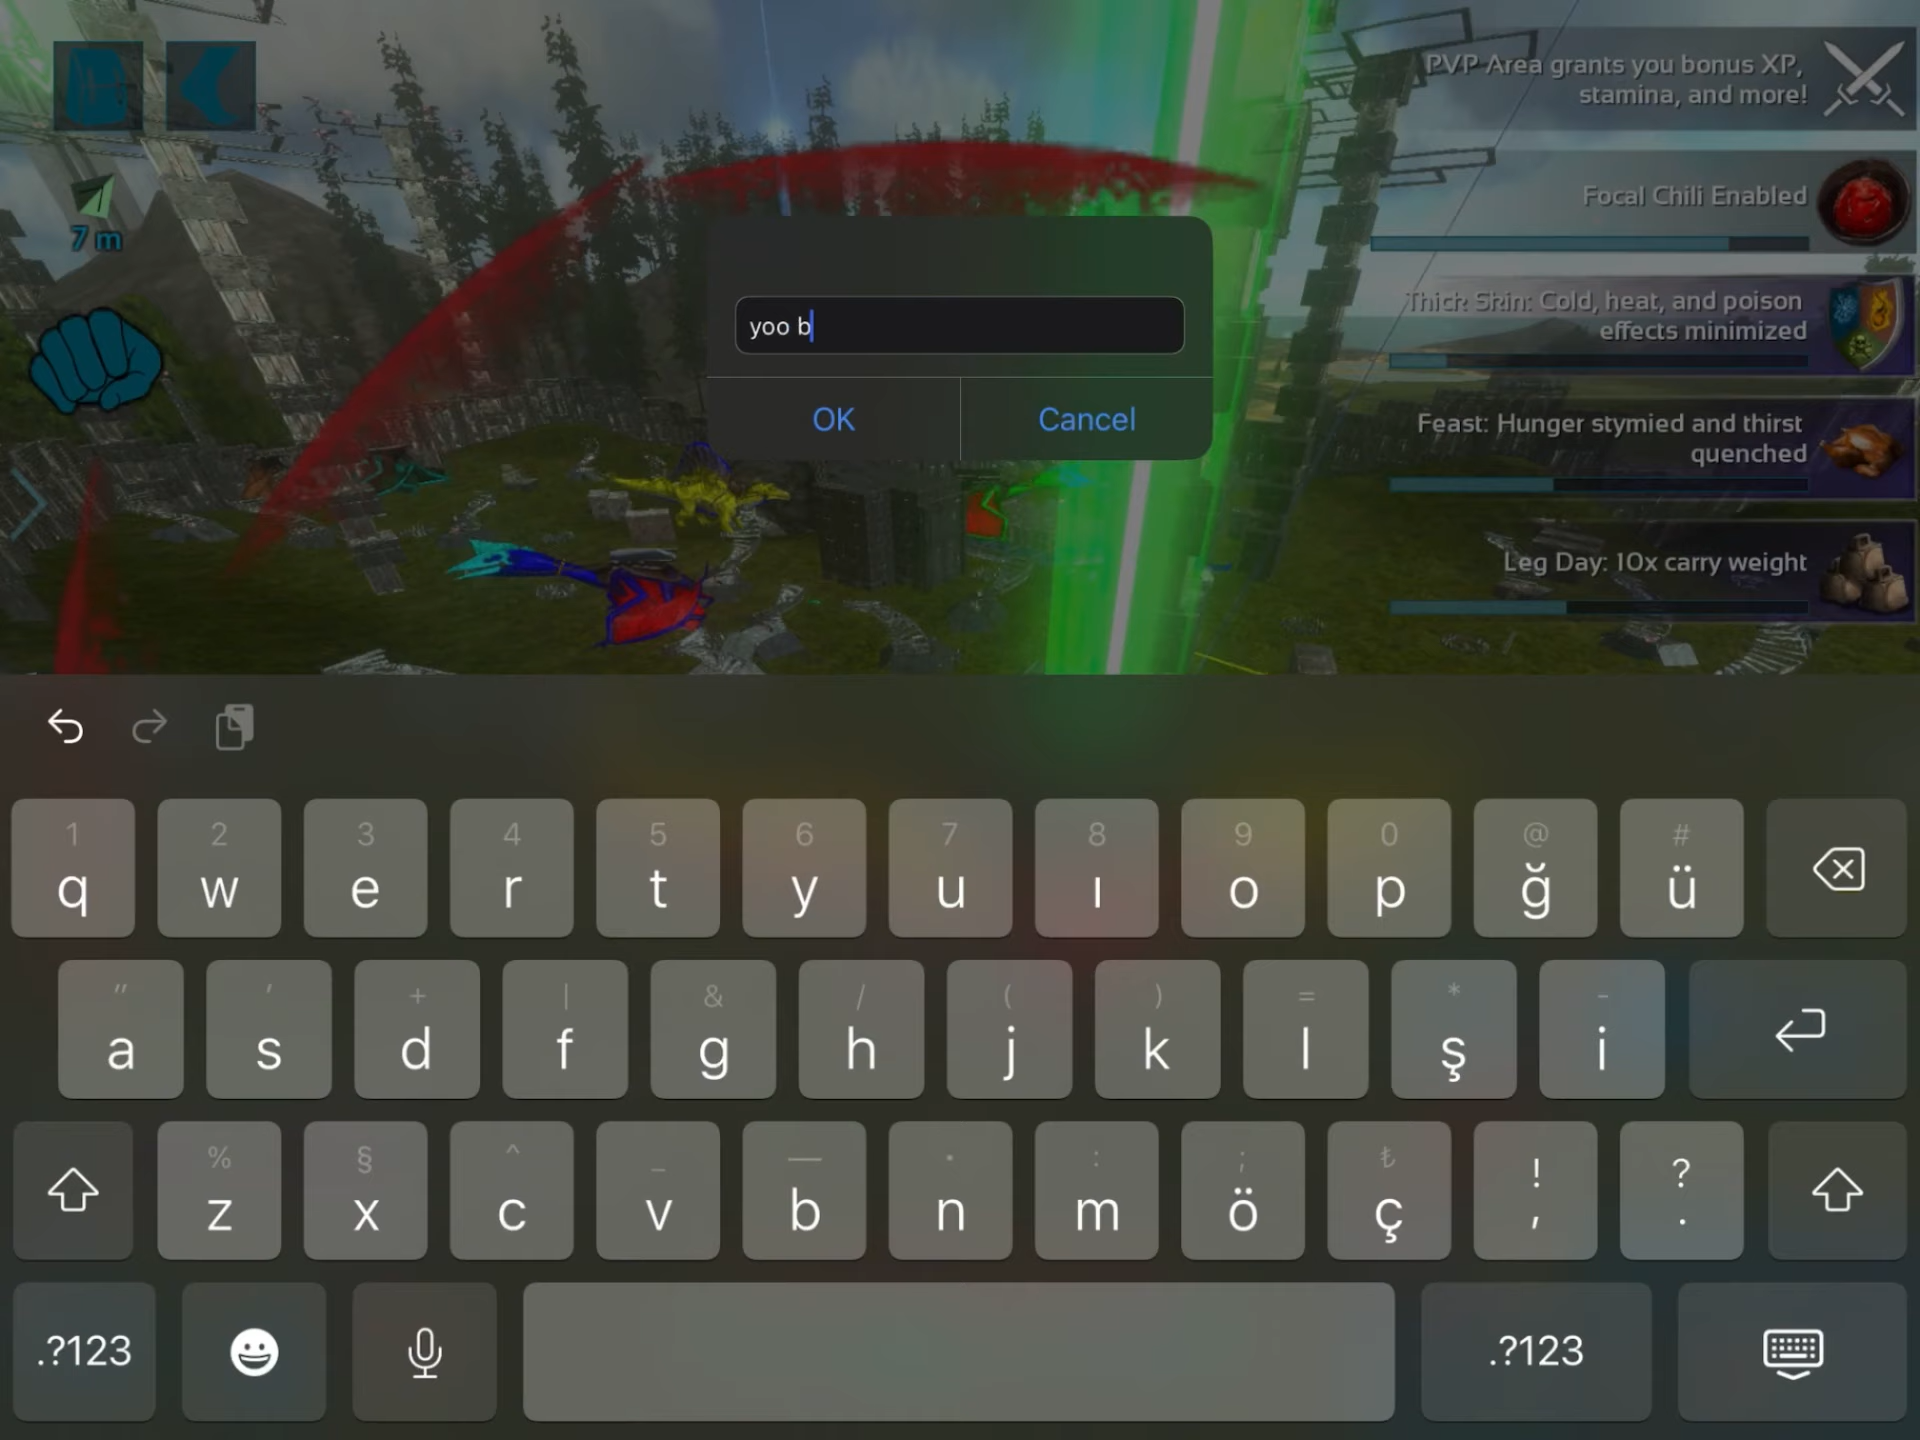 PVP Area grants you bonus XP,
stamina, and more!
Focal Chili Enabled
7 m
Thick Skin: Cold, heat, and poison
effects minimized
yoo b
OK
Cancel
Feast: Hunger stymied and thirst
quenched
Leg Day: 10x carry weight
1 2 3 4 5 6 7 8 9 0 @ #
q w e r t y u ı o p ğ ü
" ' + | & / ( ) = * -
a s d f g h j k l ş i
% § ^ _ — · : ; ₺ ! ?
z x c v b n m ö ç , .
.?123
.?123